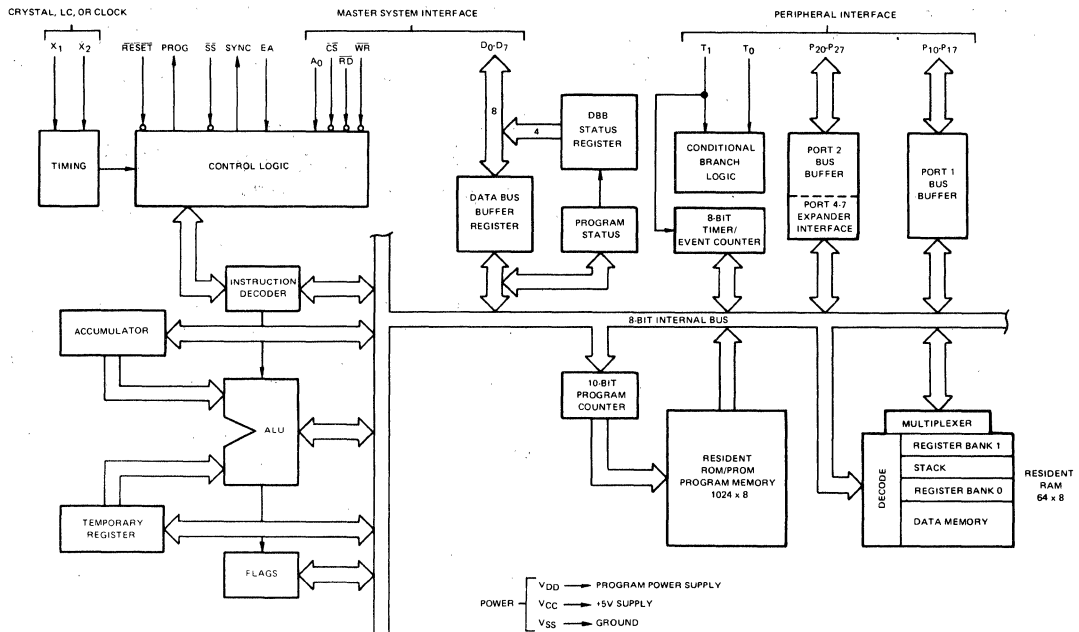 CRYSTAL, LC, OR CLOCK
MASTER SYSTEM INTERFACE
PERIPHERAL INTERFACE
X1 X2 RESET PROG SS SYNC EA A0 CS RD WR D0-D7 T1 T0 P20-P27 P10-P17
8
4
DBB
STATUS
REGISTER
TIMING
CONTROL LOGIC
CONDITIONAL
BRANCH
LOGIC
PORT 2
BUS
BUFFER
PORT 4-7
EXPANDER
INTERFACE
PORT 1
BUS
BUFFER
DATA BUS
BUFFER
REGISTER
PROGRAM
STATUS
8-BIT
TIMER/
EVENT COUNTER
INSTRUCTION
DECODER
8-BIT INTERNAL BUS
ACCUMULATOR
ALU
10-BIT
PROGRAM
COUNTER
RESIDENT
ROM/PROM
PROGRAM MEMORY
1024 x 8
MULTIPLEXER
DECODE
REGISTER BANK 1
STACK
REGISTER BANK 0
DATA MEMORY
RESIDENT
RAM
64 x 8
TEMPORARY
REGISTER
FLAGS
POWER
VDD PROGRAM POWER SUPPLY
VCC +5V SUPPLY
VSS GROUND